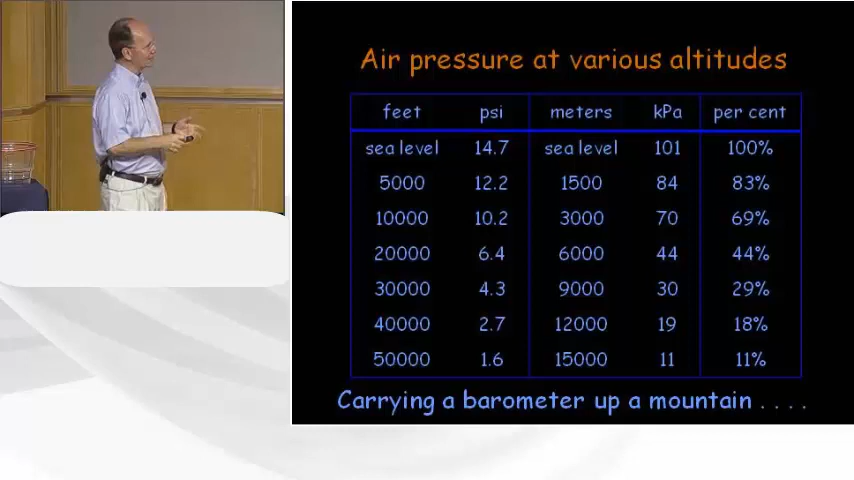 Air pressure at various altitudes
feet psi meters kPa per cent
sea level 14.7 sea level 101 100%
5000 12.2 1500 84 83%
10000 10.2 3000 70 69%
20000 6.4 6000 44 44%
30000 4.3 9000 30 29%
40000 2.7 12000 19 18%
50000 1.6 15000 11 11%
Carrying a barometer up a mountain . . . .